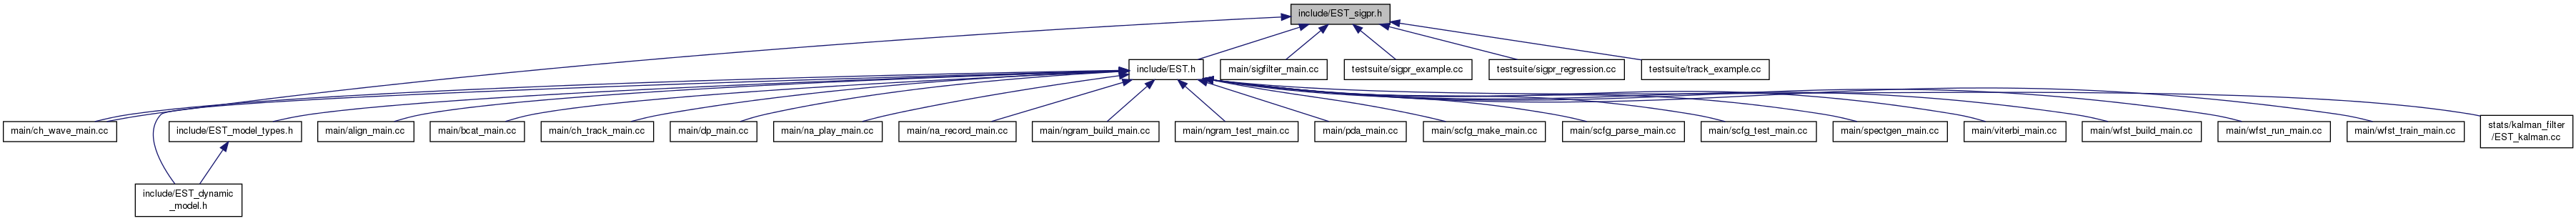 include/EST_sigpr.h
include/EST.h
main/sigfilter_main.cc
testsuite/sigpr_example.cc
testsuite/sigpr_regression.cc
testsuite/track_example.cc
main/ch_wave_main.cc
include/EST_model_types.h
main/align_main.cc
main/bcat_main.cc
main/ch_track_main.cc
main/dp_main.cc
main/na_play_main.cc
main/na_record_main.cc
main/ngram_build_main.cc
main/ngram_test_main.cc
main/pda_main.cc
main/scfg_make_main.cc
main/scfg_parse_main.cc
main/scfg_test_main.cc
main/spectgen_main.cc
main/viterbi_main.cc
main/wfst_build_main.cc
main/wfst_run_main.cc
main/wfst_train_main.cc
stats/kalman_filter
/EST_kalman.cc
include/EST_dynamic
_model.h